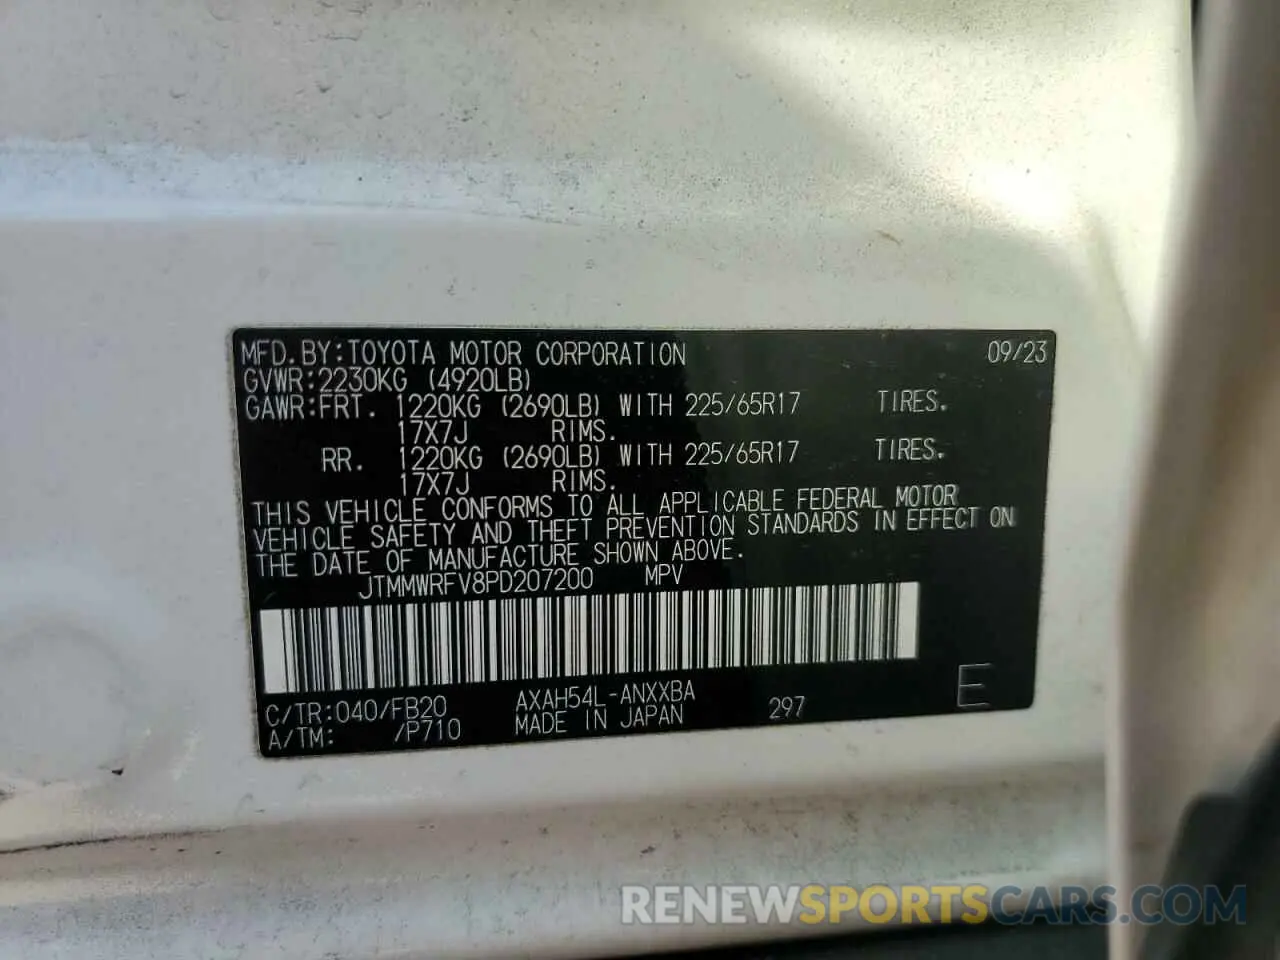 MFD.BY:TOYOTA MOTOR CORPORATION 09/23
GVWR:2230KG (4920LB)
GAWR:FRT. 1220KG (2690LB) WITH 225/65R17 TIRES.
17X7J RIMS.
RR. 1220KG (2690LB) WITH 225/65R17 TIRES.
17X7J RIMS.
THIS VEHICLE CONFORMS TO ALL APPLICABLE FEDERAL MOTOR
VEHICLE SAFETY AND THEFT PREVENTION STANDARDS IN EFFECT ON
THE DATE OF MANUFACTURE SHOWN ABOVE.
JTMMWRFV8PD207200 MPV
C/TR:040/FB20 AXAH54L-ANXXBA
A/TM: /P710 MADE IN JAPAN 297 E
RENEWSPORTSCARS.COM